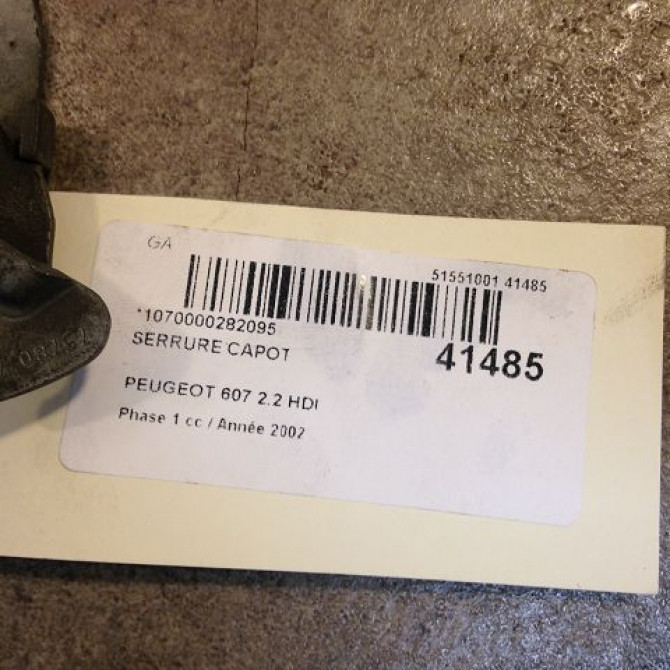 GA
51551001 41485
*1070000282095
SERRURE CAPOT
41485
PEUGEOT 607 2.2 HDI
Phase 1 cc / Année 2002